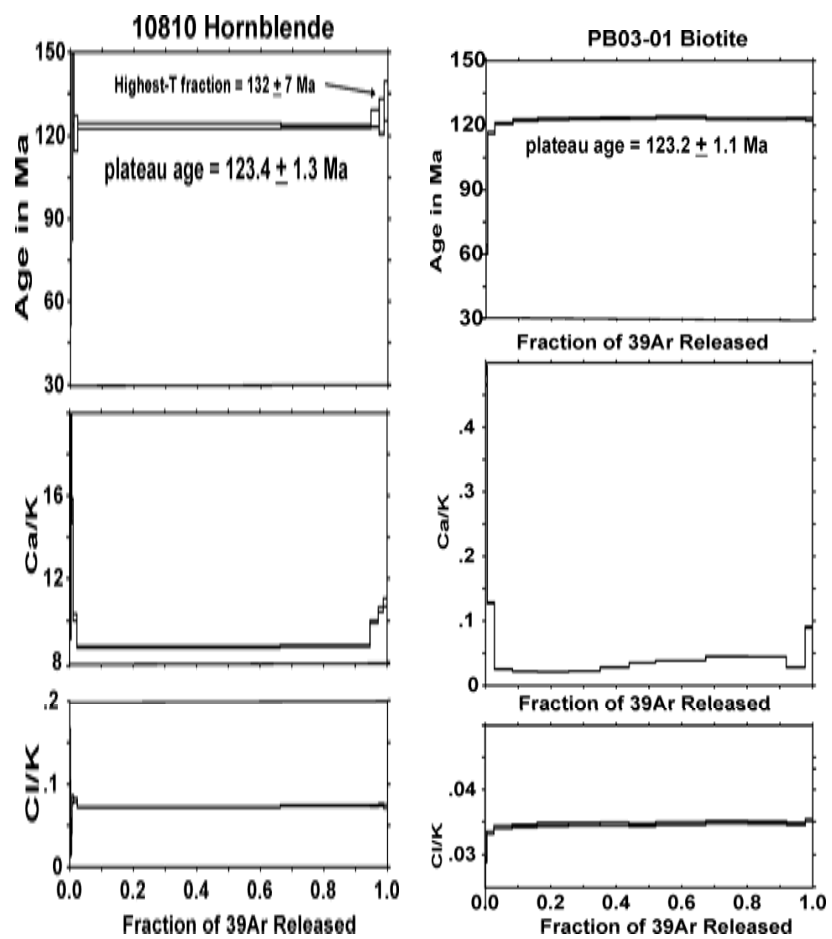 10810 Hornblende
150
120
90
60
30
Age in Ma
Highest-T fraction = 132 ± 7 Ma
plateau age = 123.4 ± 1.3 Ma
16
12
8
Ca/K
.2
.1
0
Cl/K
0.0 0.2 0.4 0.6 0.8 1.0
Fraction of 39Ar Released
PB03-01 Biotite
150
120
90
60
30
Age in Ma
plateau age = 123.2 ± 1.1 Ma
Fraction of 39Ar Released
.4
.3
.2
.1
0
Ca/K
Fraction of 39Ar Released
.04
.03
Cl/K
0.0 0.2 0.4 0.6 0.8 1.0
Fraction of 39Ar Released